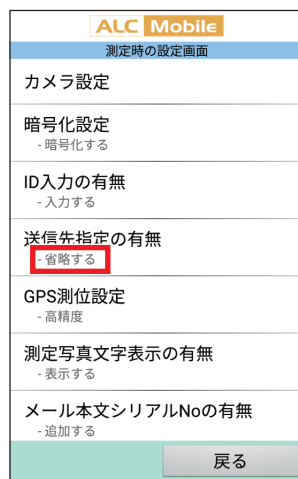 ALC Mobile
測定時の設定画面
カメラ設定
暗号化設定
- 暗号化する
ID入力の有無
- 入力する
送信先指定の有無
- 省略する
GPS測位設定
- 高精度
測定写真文字表示の有無
- 表示する
メール本文シリアルNoの有無
- 追加する
戻る